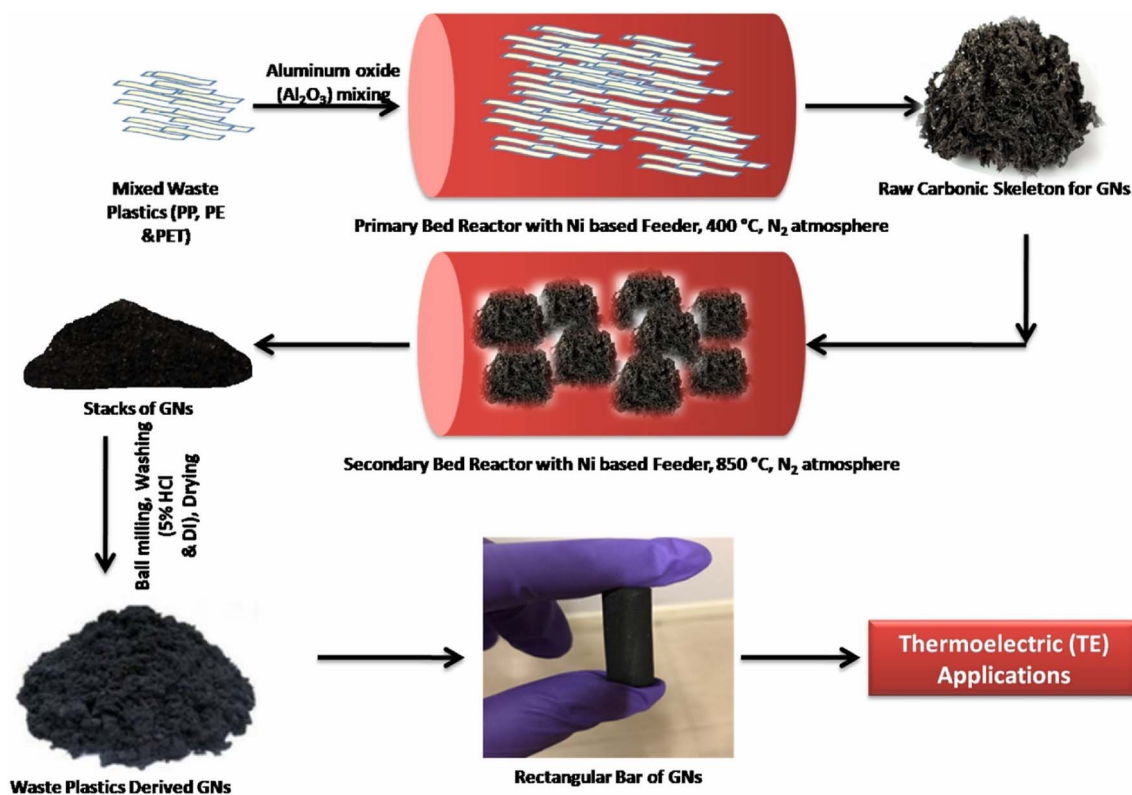 Aluminum oxide
(Al₂O₃) mixing
Mixed Waste
Plastics (PP, PE
&PET)
Primary Bed Reactor with Ni based Feeder, 400 °C, N₂ atmosphere
Raw Carbonic Skeleton for GNs
Secondary Bed Reactor with Ni based Feeder, 850 °C, N₂ atmosphere
Stacks of GNs
Ball milling, Washing
(5% HCl
& DI), Drying
Waste Plastics Derived GNs
Rectangular Bar of GNs
Thermoelectric (TE)
Applications